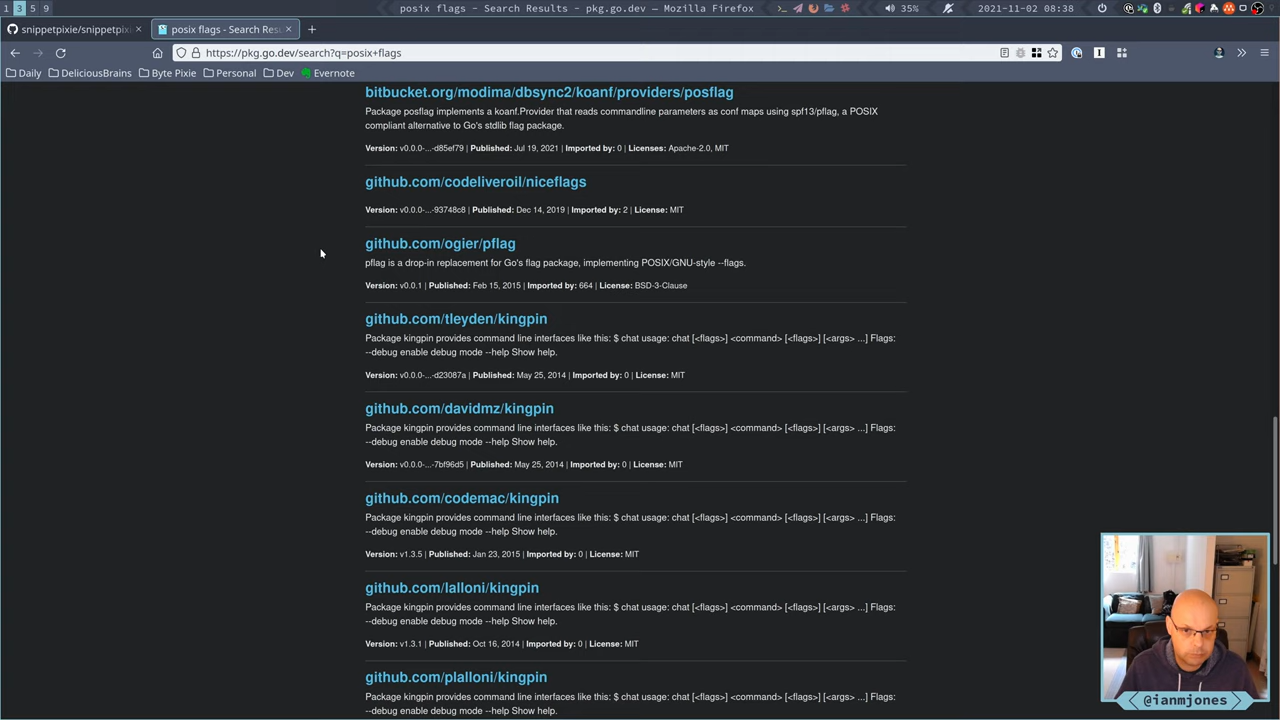 1 3 5 9
posix flags - Search Results - pkg.go.dev — Mozilla Firefox
35%
2021-11-02 08:38
snippetpixie/snippetpixi
posix flags - Search Resu
https://pkg.go.dev/search?q=posix+flags
Daily DeliciousBrains Byte Pixie Personal Dev Evernote
bitbucket.org/modima/dbsync2/koanf/providers/posflag
Package posflag implements a koanf.Provider that reads commandline parameters as conf maps using spf13/pflag, a POSIX
compliant alternative to Go's stdlib flag package.
Version: v0.0.0-...-d85ef79 | Published: Jul 19, 2021 | Imported by: 0 | Licenses: Apache-2.0, MIT
github.com/codeliveroil/niceflags
Version: v0.0.0-...-93748c8 | Published: Dec 14, 2019 | Imported by: 2 | License: MIT
github.com/ogier/pflag
pflag is a drop-in replacement for Go's flag package, implementing POSIX/GNU-style --flags.
Version: v0.0.1 | Published: Feb 15, 2015 | Imported by: 664 | License: BSD-3-Clause
github.com/tleyden/kingpin
Package kingpin provides command line interfaces like this: $ chat usage: chat [<flags>] <command> [<flags>] [<args> ...] Flags:
--debug enable debug mode --help Show help.
Version: v0.0.0-...-d23087a | Published: May 25, 2014 | Imported by: 0 | License: MIT
github.com/davidmz/kingpin
Package kingpin provides command line interfaces like this: $ chat usage: chat [<flags>] <command> [<flags>] [<args> ...] Flags:
--debug enable debug mode --help Show help.
Version: v0.0.0-...-7bf96d5 | Published: May 25, 2014 | Imported by: 0 | License: MIT
github.com/codemac/kingpin
Package kingpin provides command line interfaces like this: $ chat usage: chat [<flags>] <command> [<flags>] [<args> ...] Flags:
--debug enable debug mode --help Show help.
Version: v1.3.5 | Published: Jan 23, 2015 | Imported by: 0 | License: MIT
github.com/lalloni/kingpin
Package kingpin provides command line interfaces like this: $ chat usage: chat [<flags>] <command> [<flags>] [<args> ...] Flags:
--debug enable debug mode --help Show help.
Version: v1.3.1 | Published: Oct 16, 2014 | Imported by: 0 | License: MIT
github.com/plalloni/kingpin
Package kingpin provides command line interfaces like this: $ chat usage: chat [<flags>] <command> [<flags>] [<args> ...] Flags:
--debug enable debug mode --help Show help.
@ianmjones